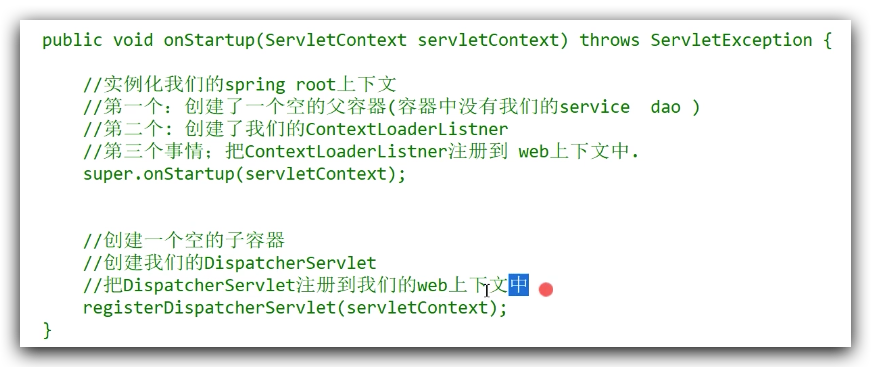 public void onStartup(ServletContext servletContext) throws ServletException {
//实例化我们的spring root上下文
//第一个：创建了一个空的父容器(容器中没有我们的service  dao )
//第二个: 创建了我们的ContextLoaderListner
//第三个事情；把ContextLoaderListner注册到 web上下文中.
super.onStartup(servletContext);
//创建一个空的子容器
//创建我们的DispatcherServlet
//把DispatcherServlet注册到我们的web上下文中
registerDispatcherServlet(servletContext);
}